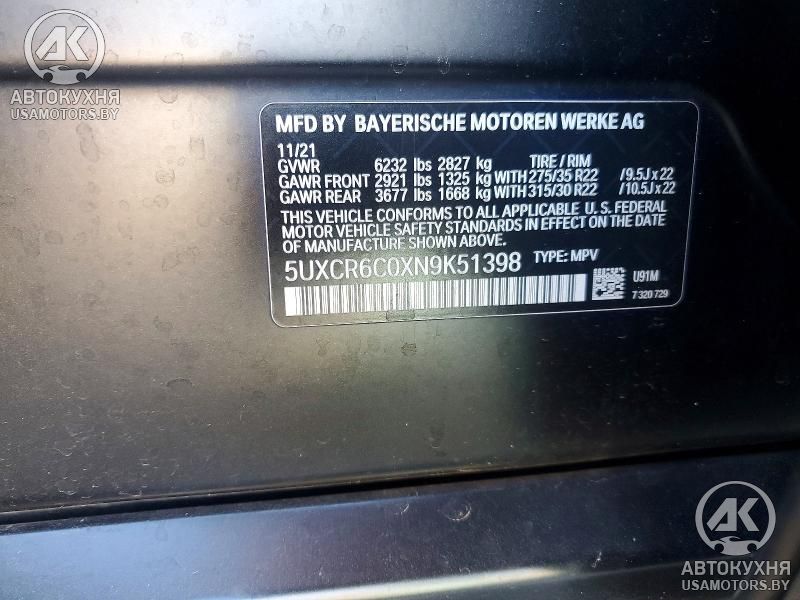 АК
АВТОКУХНЯ
USAMOTORS.BY
MFD BY BAYERISCHE MOTOREN WERKE AG
11/21
GVWR 6232 lbs 2827 kg TIRE / RIM
GAWR FRONT 2921 lbs 1325 kg WITH 275/35 R22 /9.5J x 22
GAWR REAR 3677 lbs 1668 kg WITH 315/30 R22 /10.5J x 22
THIS VEHICLE CONFORMS TO ALL APPLICABLE U. S. FEDERAL
MOTOR VEHICLE SAFETY STANDARDS IN EFFECT ON THE DATE
OF MANUFACTURE SHOWN ABOVE.
5UXCR6C0XN9K51398 TYPE: MPV
U91M
7 320 729
АК
АВТОКУХНЯ
USAMOTORS.BY